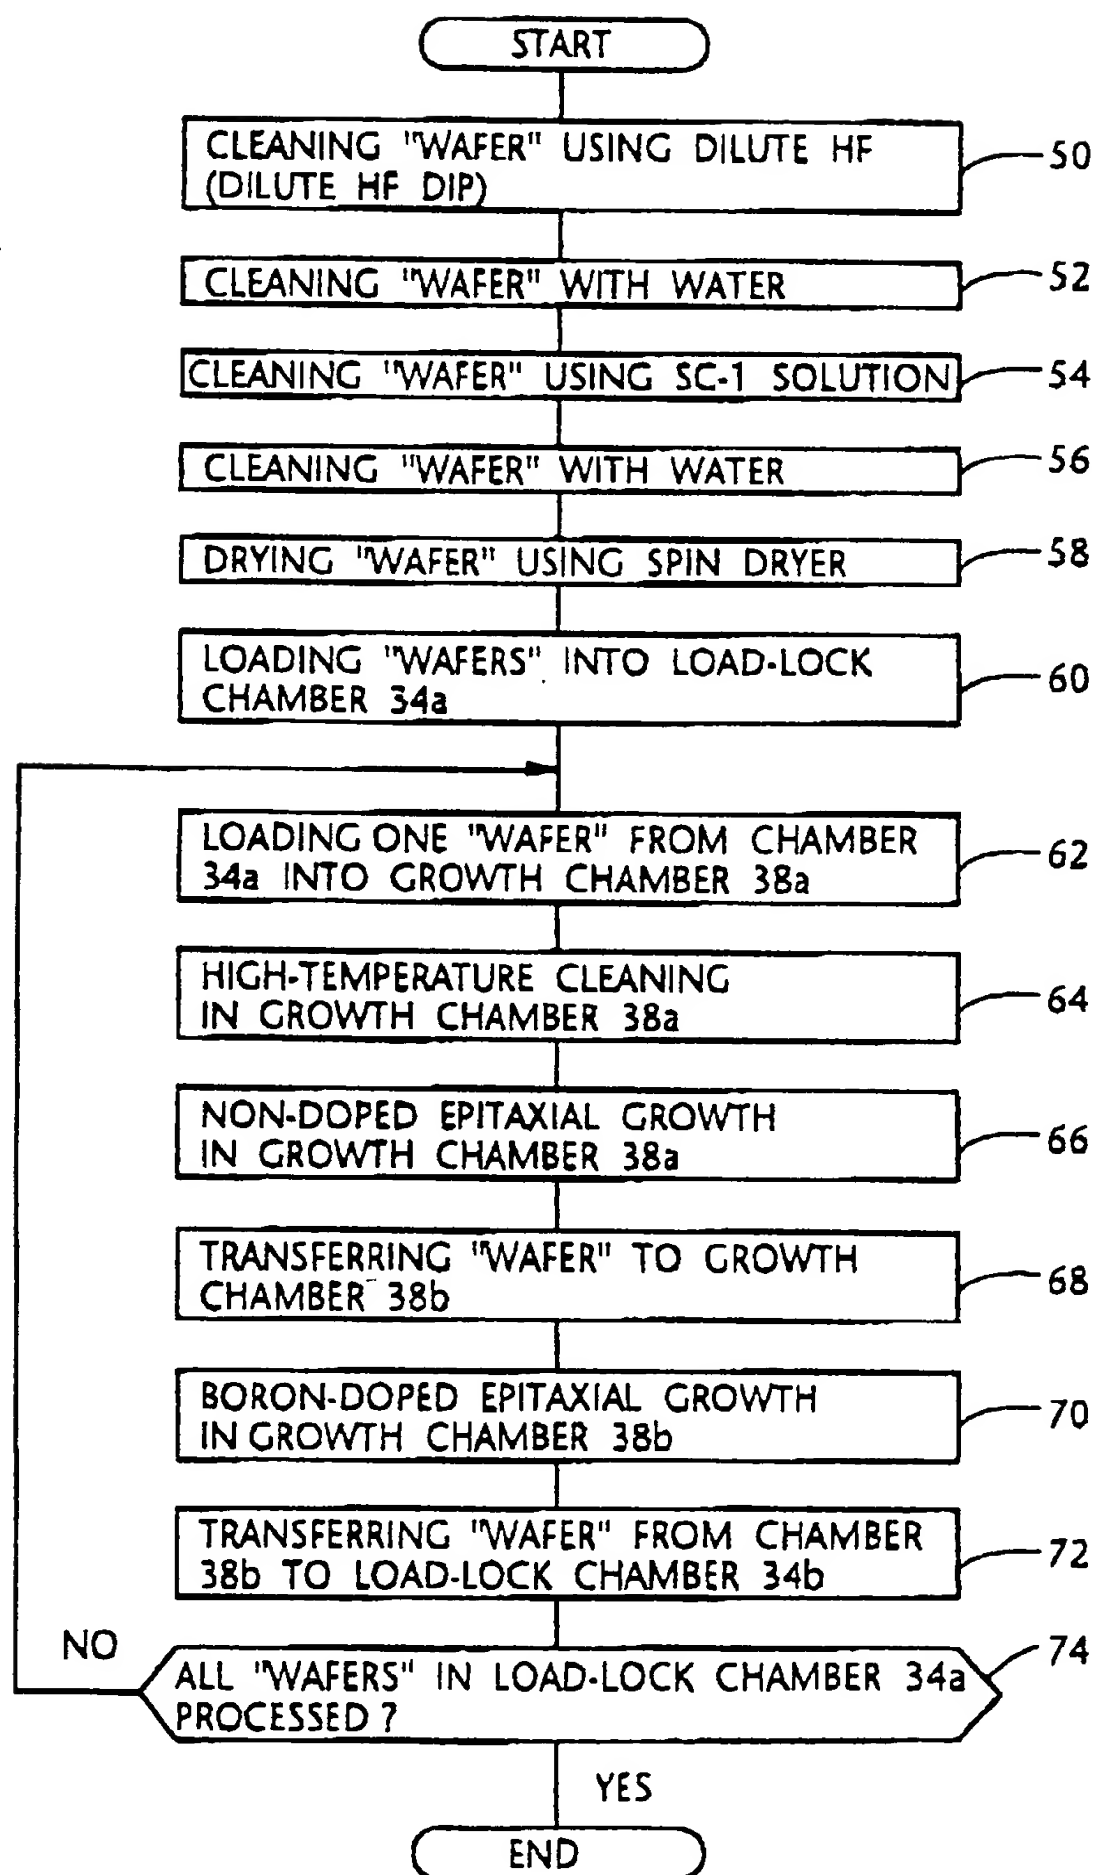 START
CLEANING "WAFER" USING DILUTE HF
(DILUTE HF DIP)
50
CLEANING "WAFER" WITH WATER
52
CLEANING "WAFER" USING SC-1 SOLUTION
54
CLEANING "WAFER" WITH WATER
56
DRYING "WAFER" USING SPIN DRYER
58
LOADING "WAFERS" INTO LOAD-LOCK
CHAMBER 34a
60
LOADING ONE "WAFER" FROM CHAMBER
34a INTO GROWTH CHAMBER 38a
62
HIGH-TEMPERATURE CLEANING
IN GROWTH CHAMBER 38a
64
NON-DOPED EPITAXIAL GROWTH
IN GROWTH CHAMBER 38a
66
TRANSFERRING "WAFER" TO GROWTH
CHAMBER 38b
68
BORON-DOPED EPITAXIAL GROWTH
IN GROWTH CHAMBER 38b
70
TRANSFERRING "WAFER" FROM CHAMBER
38b TO LOAD-LOCK CHAMBER 34b
72
NO
ALL "WAFERS" IN LOAD-LOCK CHAMBER 34a
PROCESSED ?
74
YES
END